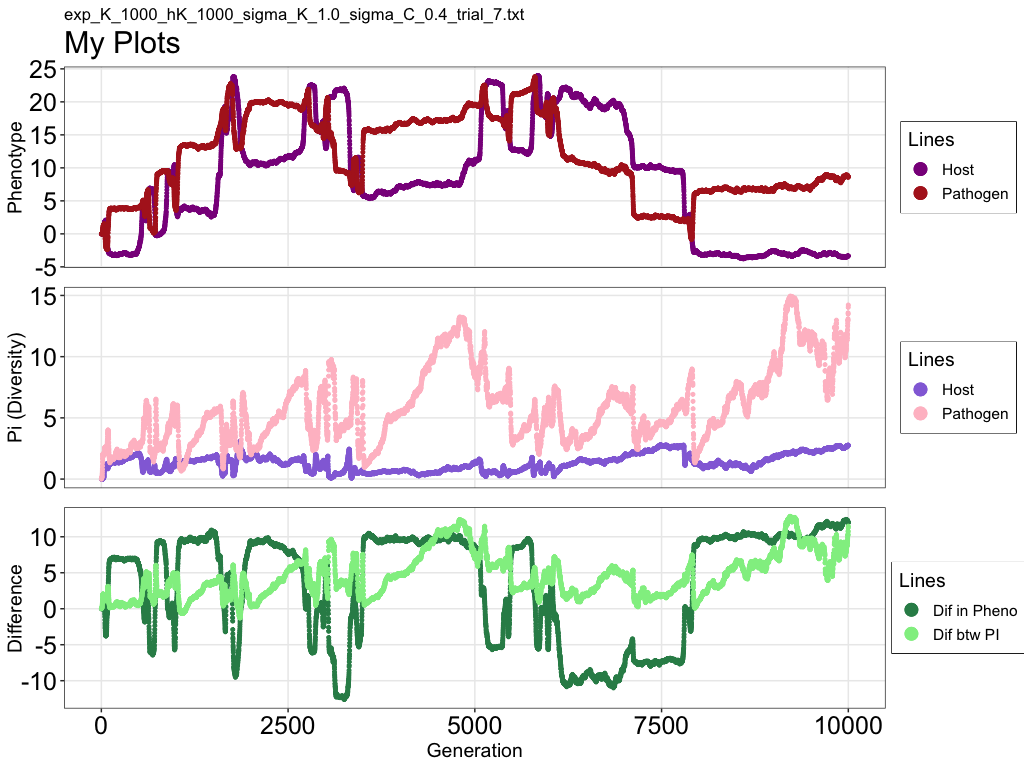 exp_K_1000_hK_1000_sigma_K_1.0_sigma_C_0.4_trial_7.txt
My Plots
Phenotype
25
20
15
10
5
0
-5
Lines
Host
Pathogen
Pi (Diversity)
15
10
5
0
Lines
Host
Pathogen
Difference
10
5
0
-5
-10
Lines
Dif in Pheno
Dif btw PI
0 2500 5000 7500 10000
Generation